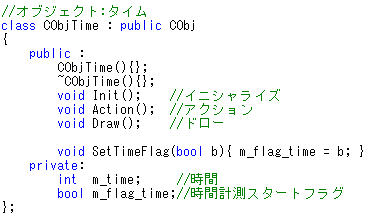 //オブジェクト:タイム
class CObjTime : public CObj
{
public :
CObjTime(){};
~CObjTime(){};
void Init(); //イニシャライズ
void Action(); //アクション
void Draw(); //ドロー
void SetTimeFlag(bool b){ m_flag_time = b; }
private:
int m_time; //時間
bool m_flag_time;//時間計測スタートフラグ
};